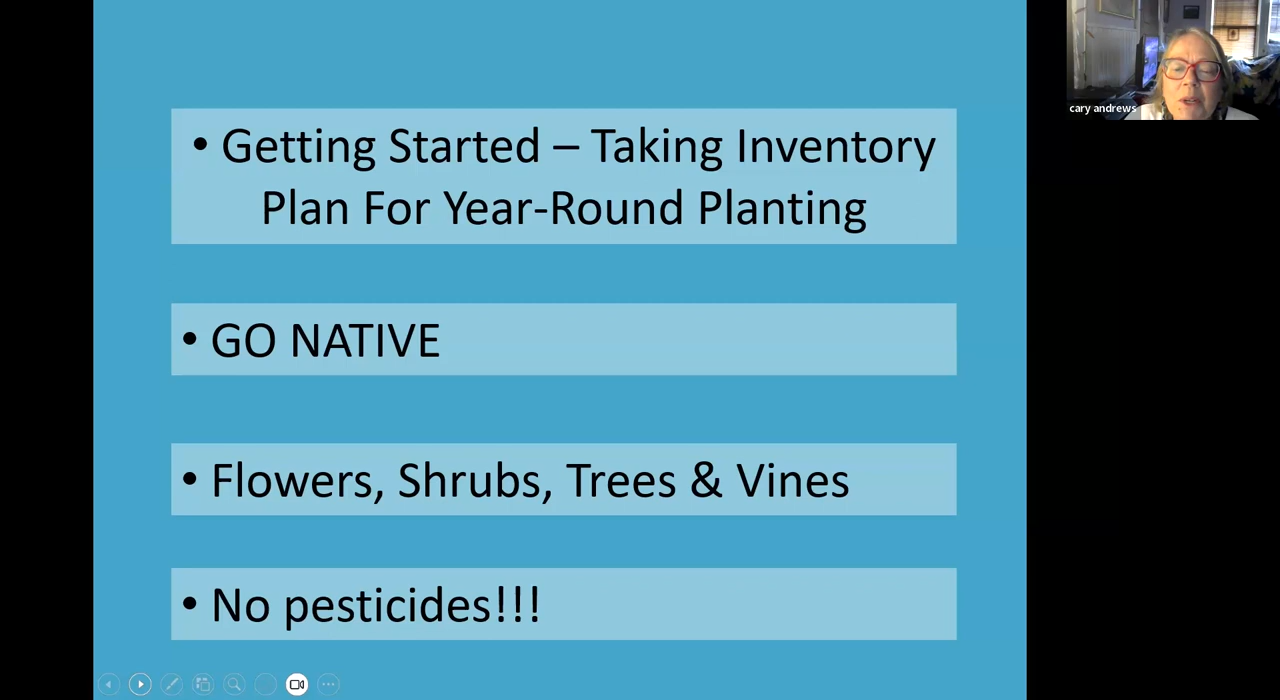 • Getting Started – Taking Inventory
Plan For Year-Round Planting
• GO NATIVE
• Flowers, Shrubs, Trees & Vines
• No pesticides!!!
cary andrews